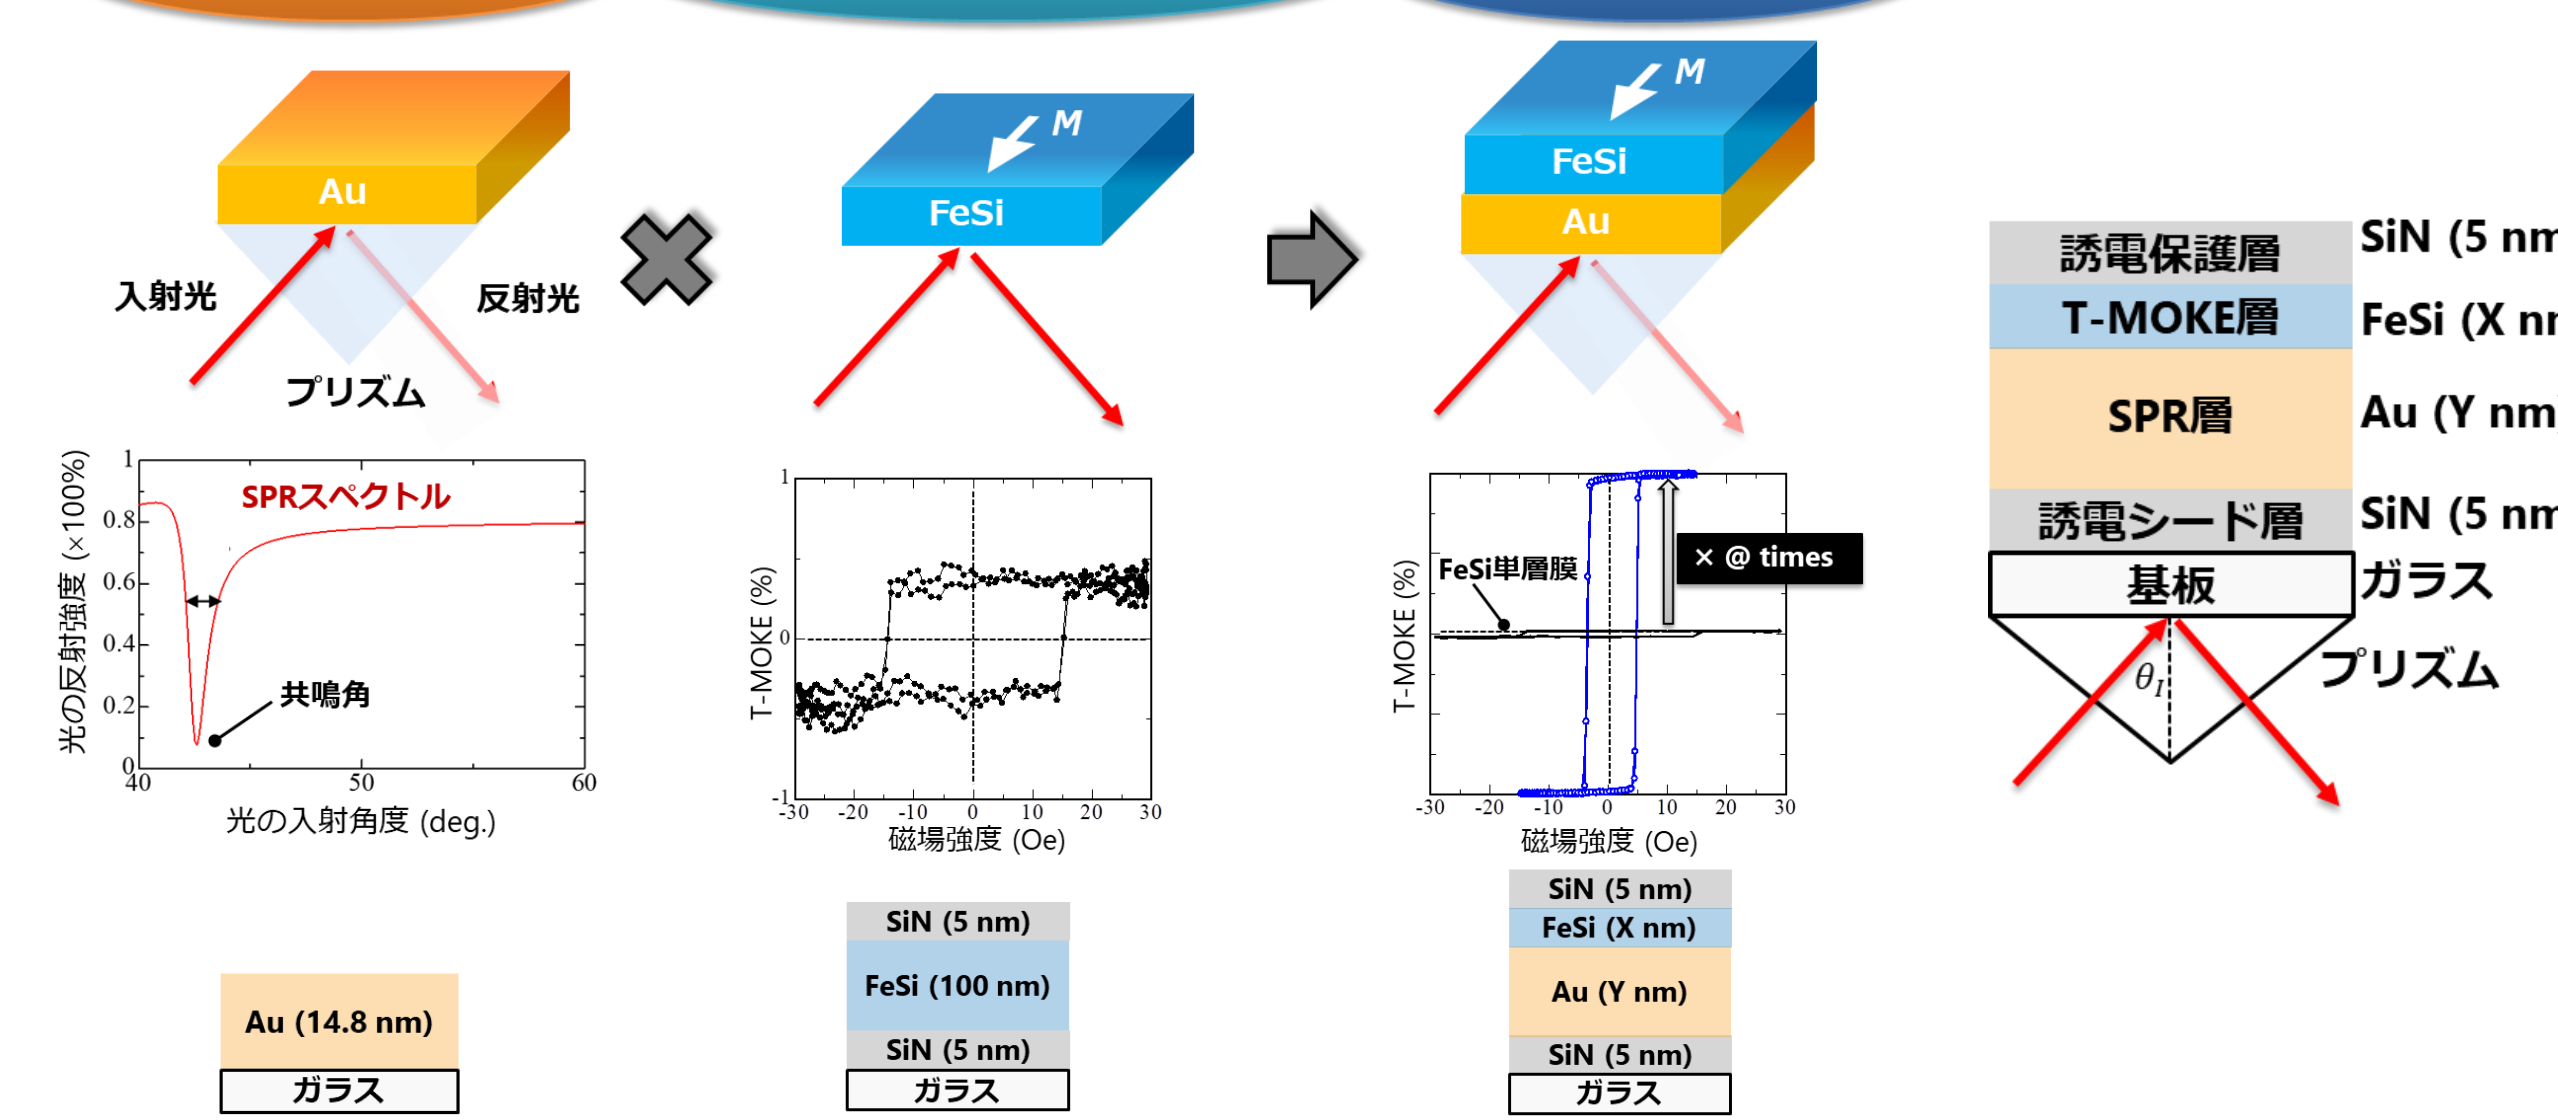 Au
入射光
反射光
プリズム
M
FeSi
M
FeSi
Au
SPRスペクトル
共鳴角
光の反射強度 (×100%)
1
0.8
0.6
0.4
0.2
0
40
50
60
光の入射角度 (deg.)
T-MOKE (%)
1
0
-1
-30
-20
-10
0
10
20
30
磁場強度 (Oe)
T-MOKE (%)
FeSi単層膜
× @ times
-30
-20
-10
0
10
20
30
磁場強度 (Oe)
Au (14.8 nm)
ガラス
SiN (5 nm)
FeSi (100 nm)
SiN (5 nm)
ガラス
SiN (5 nm)
FeSi (X nm)
Au (Y nm)
SiN (5 nm)
ガラス
誘電保護層 SiN (5 nm
T-MOKE層 FeSi (X nm
SPR層 Au (Y nm)
誘電シード層 SiN (5 nm
基板 ガラス
θI
プリズム